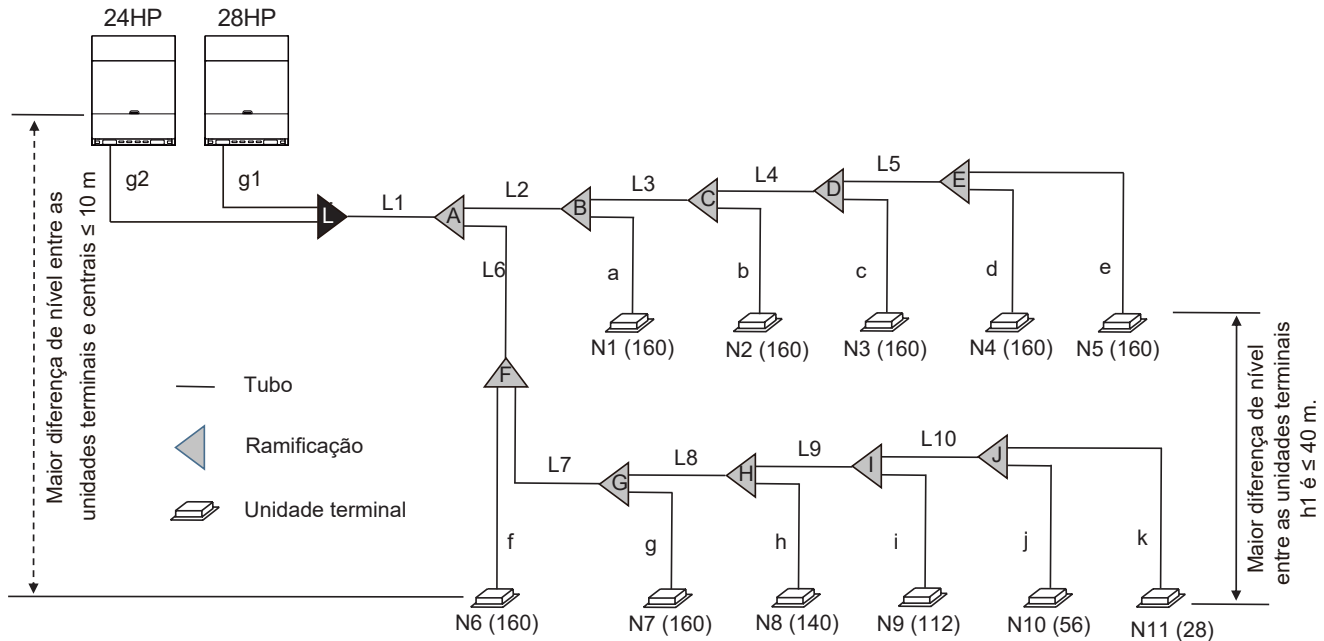 24HP
28HP
Maior diferença de nível entre as
unidades terminais e centrais ≤ 10 m
g2
g1
L
L1
A
L2
B
L3
C
L4
D
L5
E
L6
a
b
c
d
e
N1 (160)
N2 (160)
N3 (160)
N4 (160)
N5 (160)
F
Tubo
Ramificação
Unidade terminal
L7
G
L8
H
L9
I
L10
J
f
g
h
i
j
k
N6 (160)
N7 (160)
N8 (140)
N9 (112)
N10 (56)
N11 (28)
Maior diferença de nível
entre as unidades terminais
h1 é ≤ 40 m.